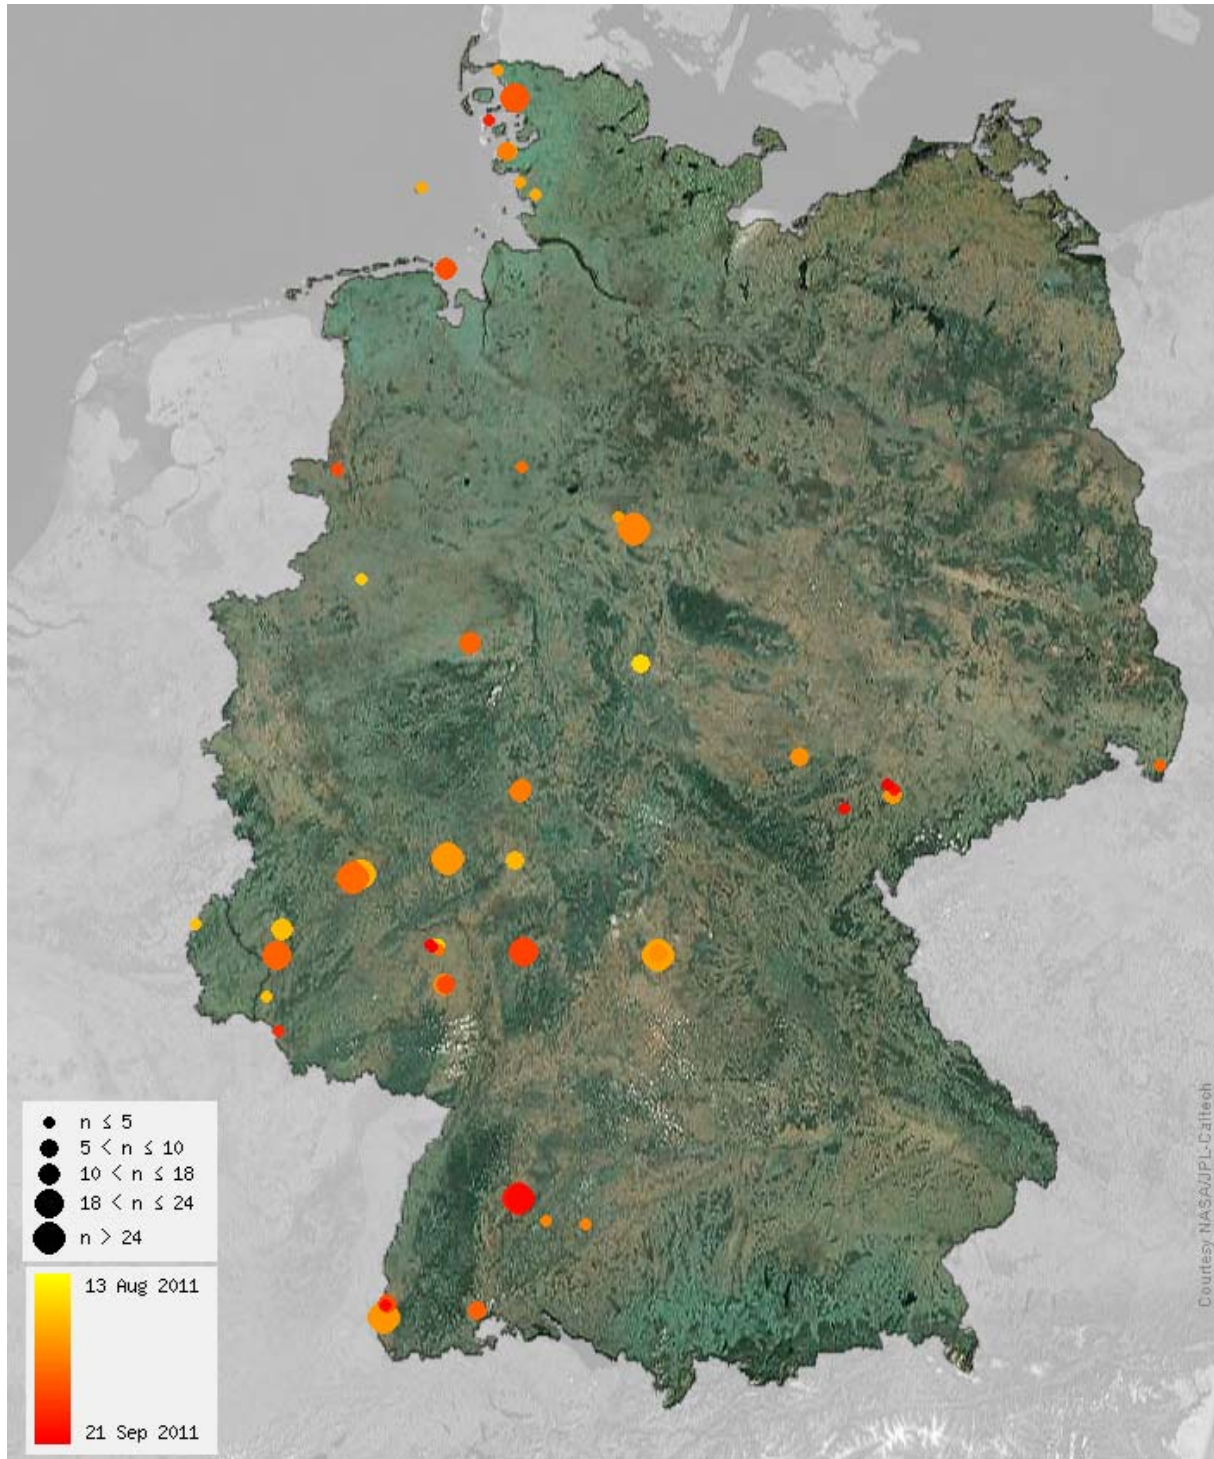 n ≤ 5
5 < n ≤ 10
10 < n ≤ 18
18 < n ≤ 24
n > 24
13 Aug 2011
21 Sep 2011
Courtesy NASA/JPL-Caltech